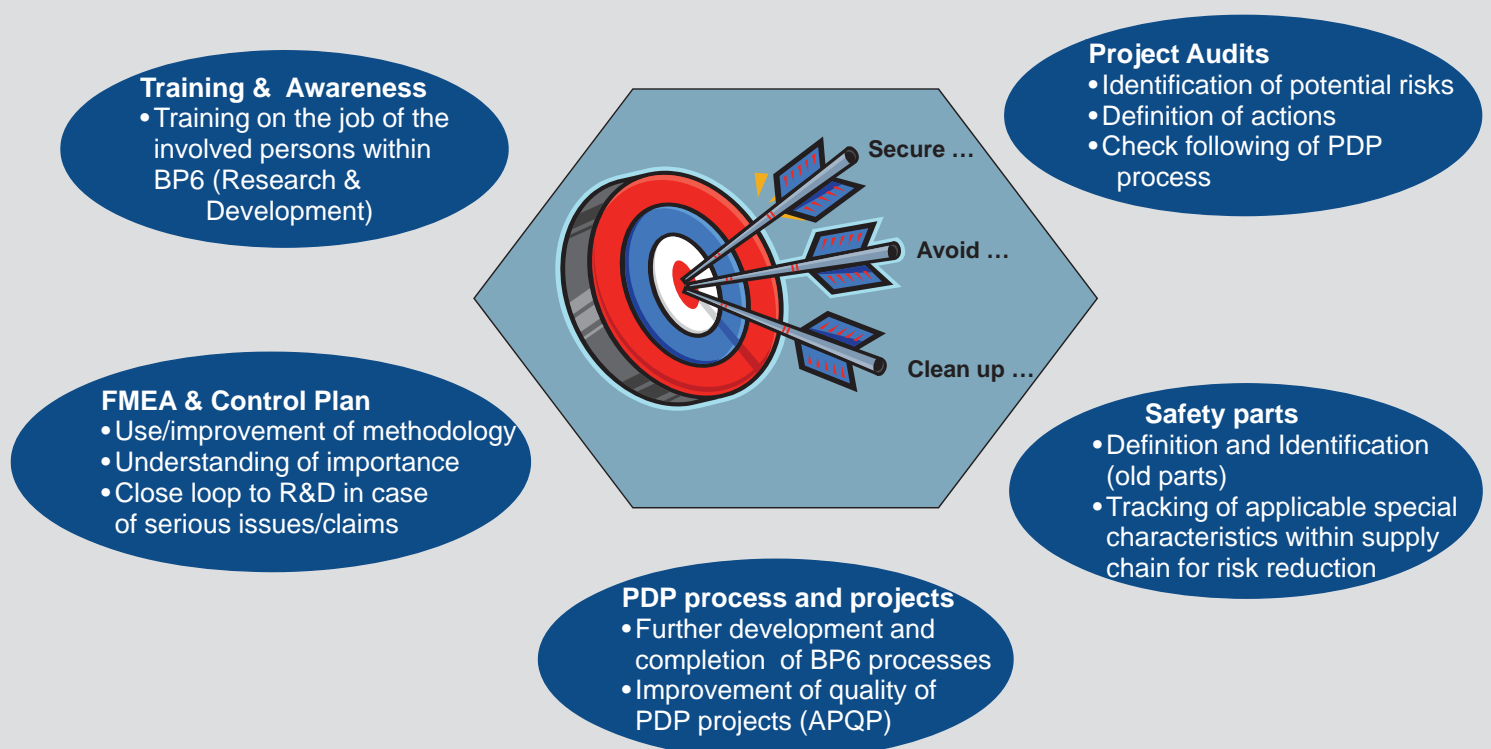 Training & Awareness
• Training on the job of the
involved persons within
BP6 (Research &
Development)
Project Audits
• Identification of potential risks
• Definition of actions
• Check following of PDP
process
Secure …
Avoid …
Clean up …
FMEA & Control Plan
• Use/improvement of methodology
• Understanding of importance
• Close loop to R&D in case
of serious issues/claims
Safety parts
• Definition and Identification
(old parts)
• Tracking of applicable special
characteristics within supply
chain for risk reduction
PDP process and projects
• Further development and
completion of BP6 processes
• Improvement of quality of
PDP projects (APQP)